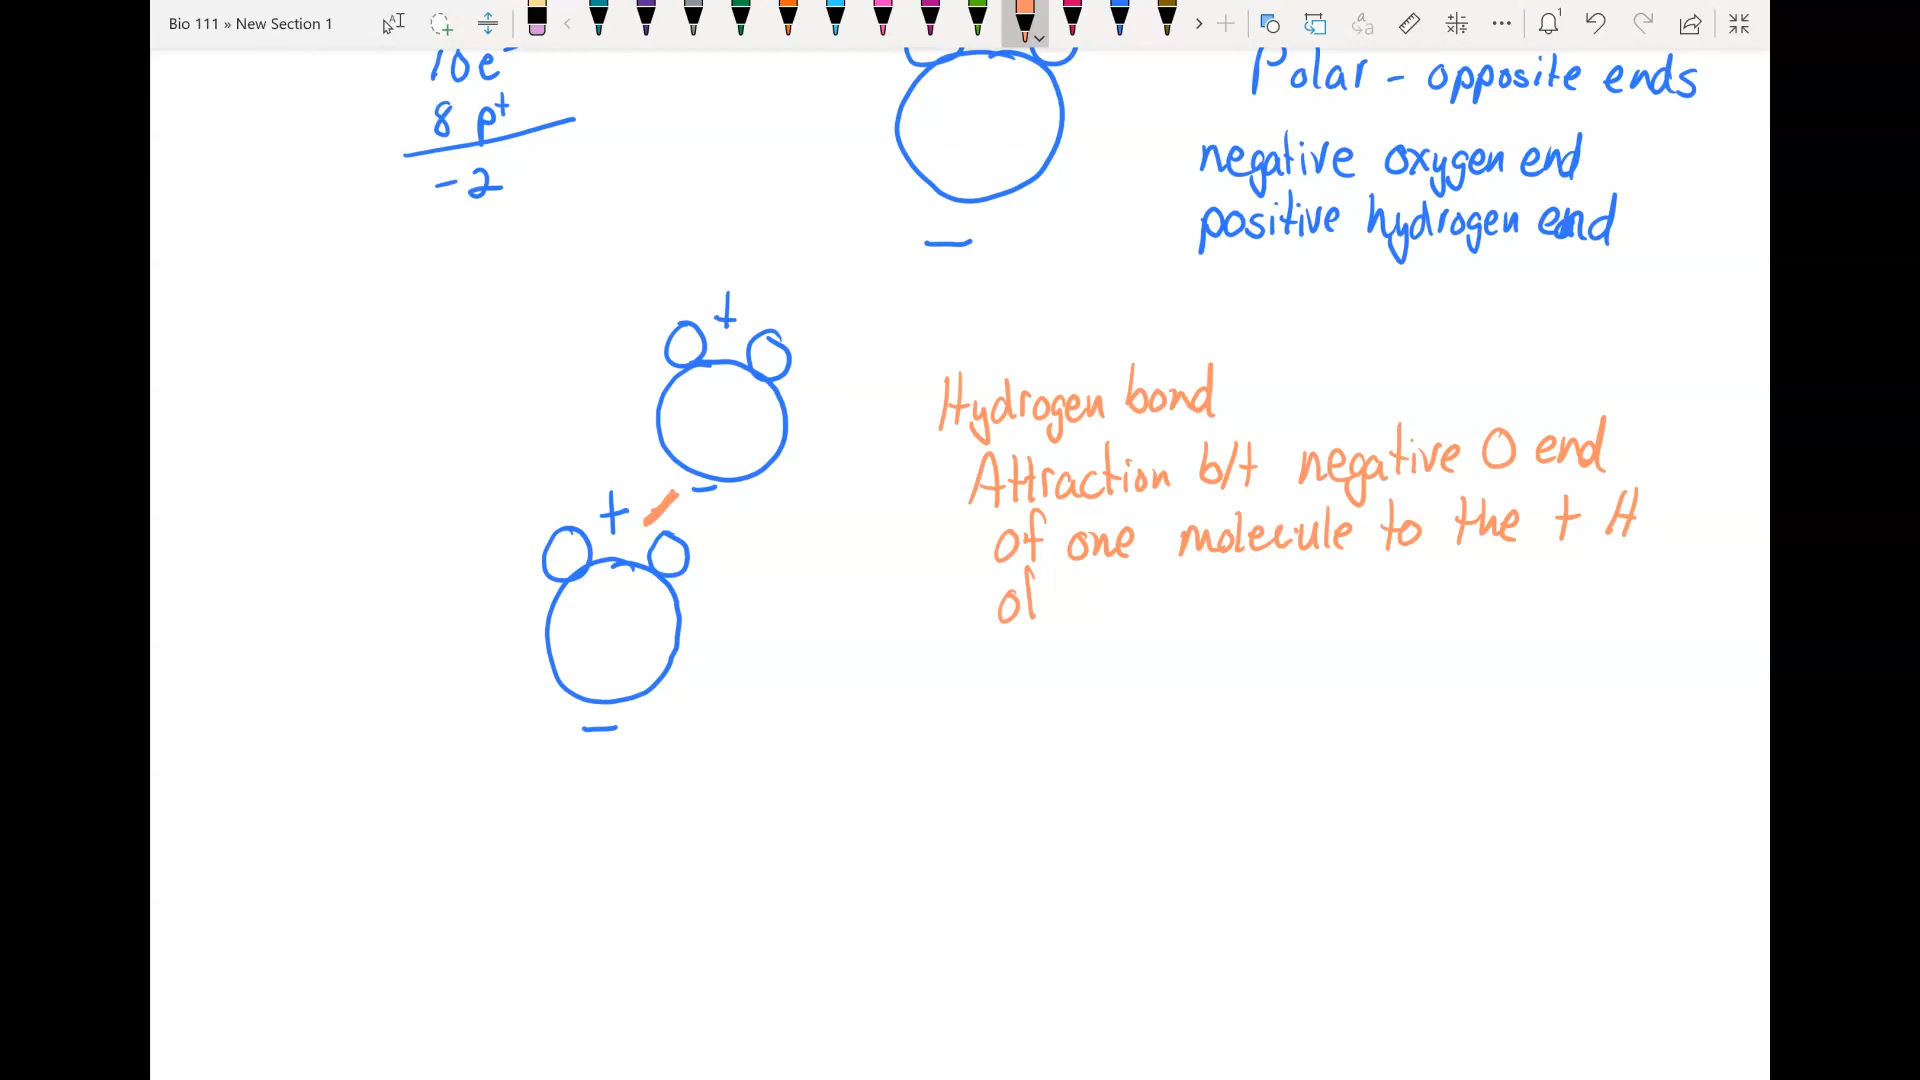 Bio 111 » New Section 1
10e⁻
8 p⁺
-2
Polar - opposite ends
negative oxygen end
positive hydrogen end
+
-
+
-
-
Hydrogen bond
Attraction b/t negative O end
of one molecule to the + H
of